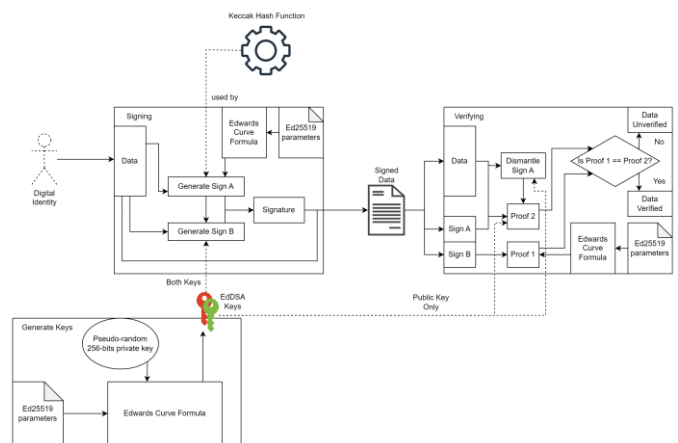 Keccak Hash Function
used by
Signing
Data
Edwards
Curve
Formula
Ed25519
parameters
Generate Sign A
Generate Sign B
Signature
Digital
Identity
Signed
Data
Verifying
Data
Sign A
Sign B
Dismantle
Sign A
Proof 2
Proof 1
Is Proof 1 == Proof 2?
Data
Unverified
No
Yes
Data
Verified
Edwards
Curve
Formula
Ed25519
parameters
Both Keys
EdDSA
Keys
Public Key
Only
Generate Keys
Pseudo-random
256-bits private key
Ed25519
parameters
Edwards Curve Formula